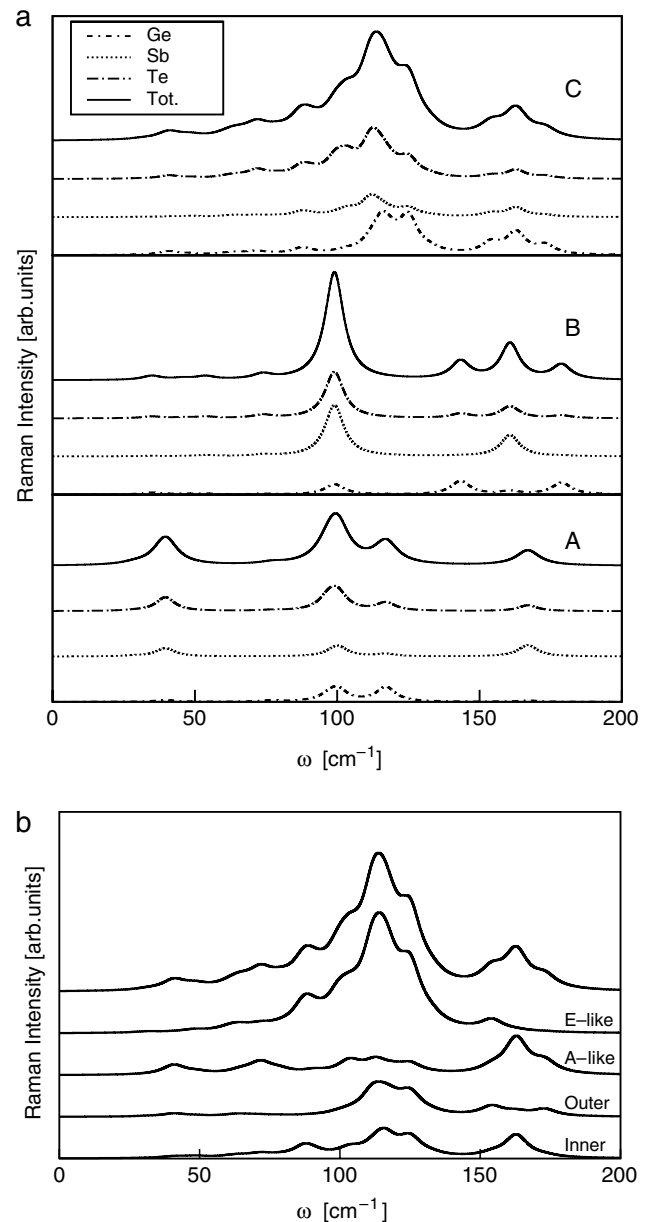 a
Ge
Sb
Te
Tot.
C
B
A
Raman Intensity [arb.units]
0 50 100 150 200
ω [cm−1]
b
E–like
A–like
Outer
Inner
Raman Intensity [arb.units]
0 50 100 150 200
ω [cm−1]